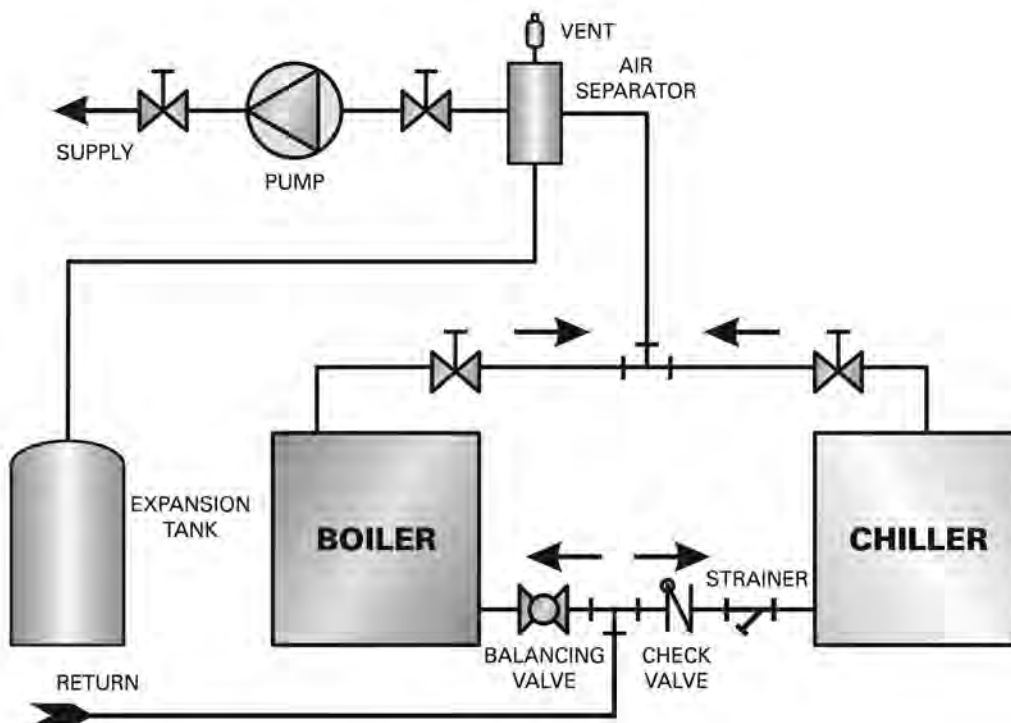 VENT
AIR
SEPARATOR
SUPPLY
PUMP
EXPANSION
TANK
BOILER
CHILLER
STRAINER
BALANCING
VALVE
CHECK
VALVE
RETURN